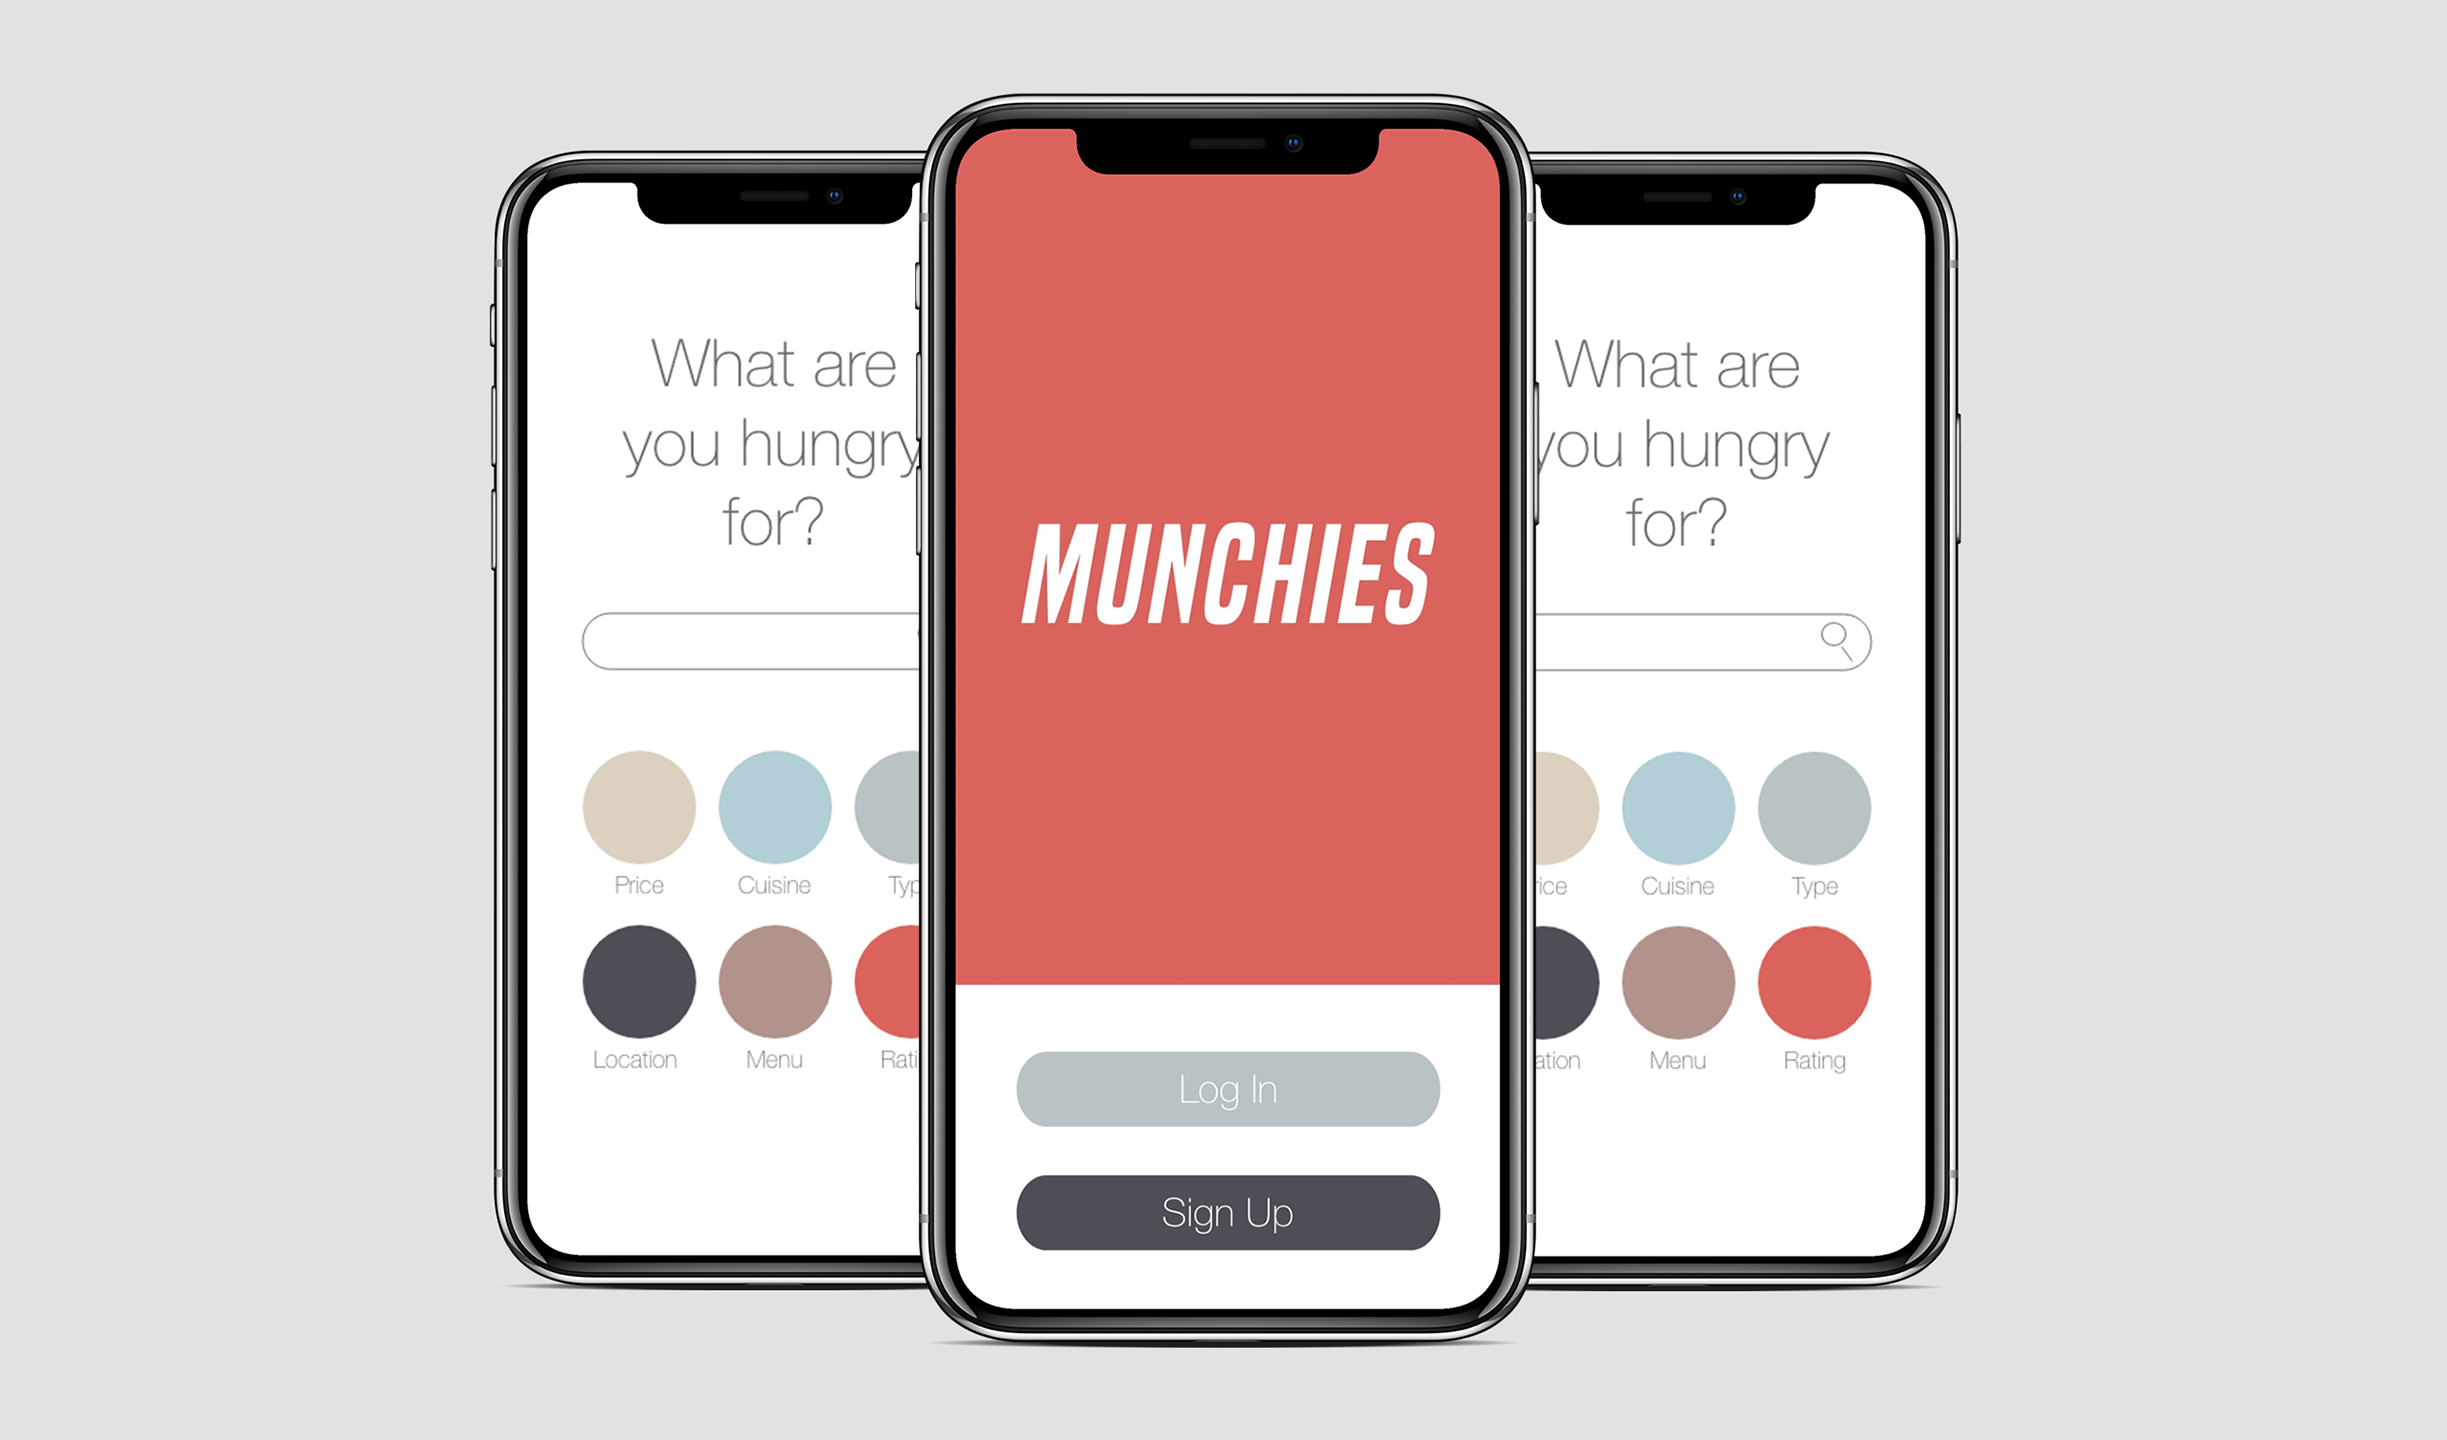 What are
you hungry
for?
Price
Cuisine
Typ
Location
Menu
Rati
MUNCHIES
Log In
Sign Up
What are
you hungry
for?
rice
Cuisine
Type
ation
Menu
Rating